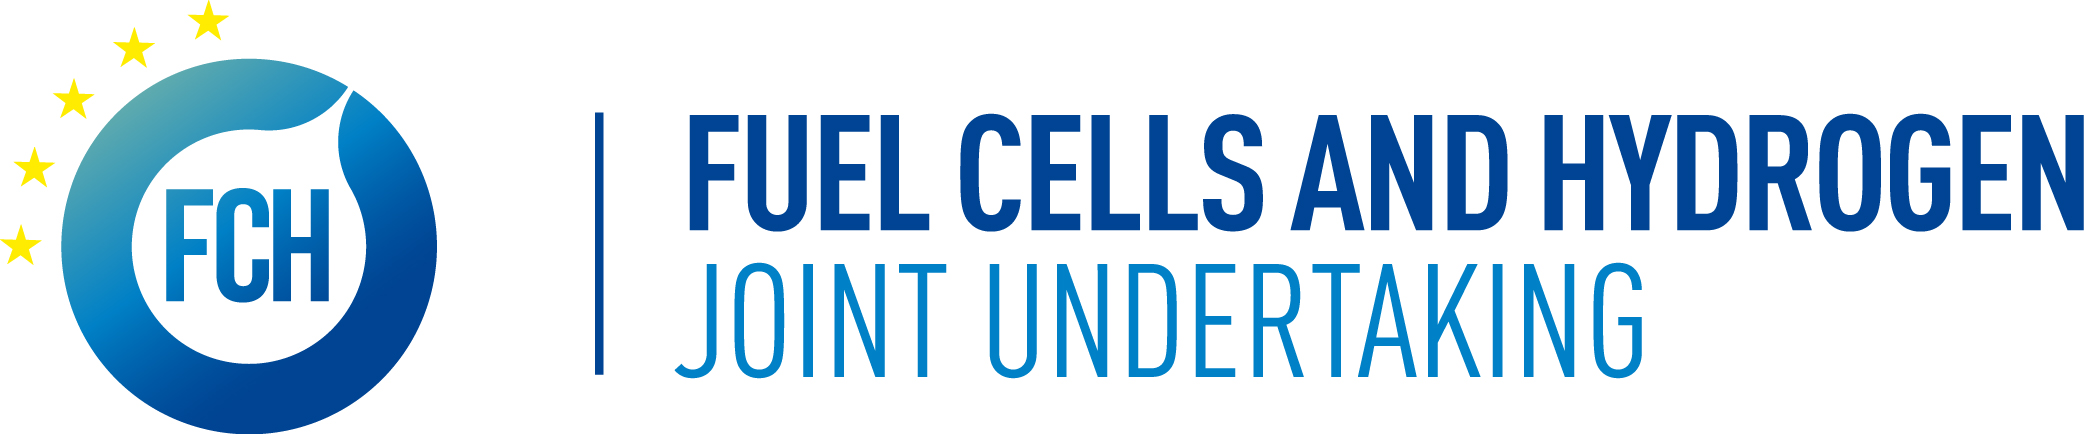 FCH
FUEL CELLS AND HYDROGEN
JOINT UNDERTAKING